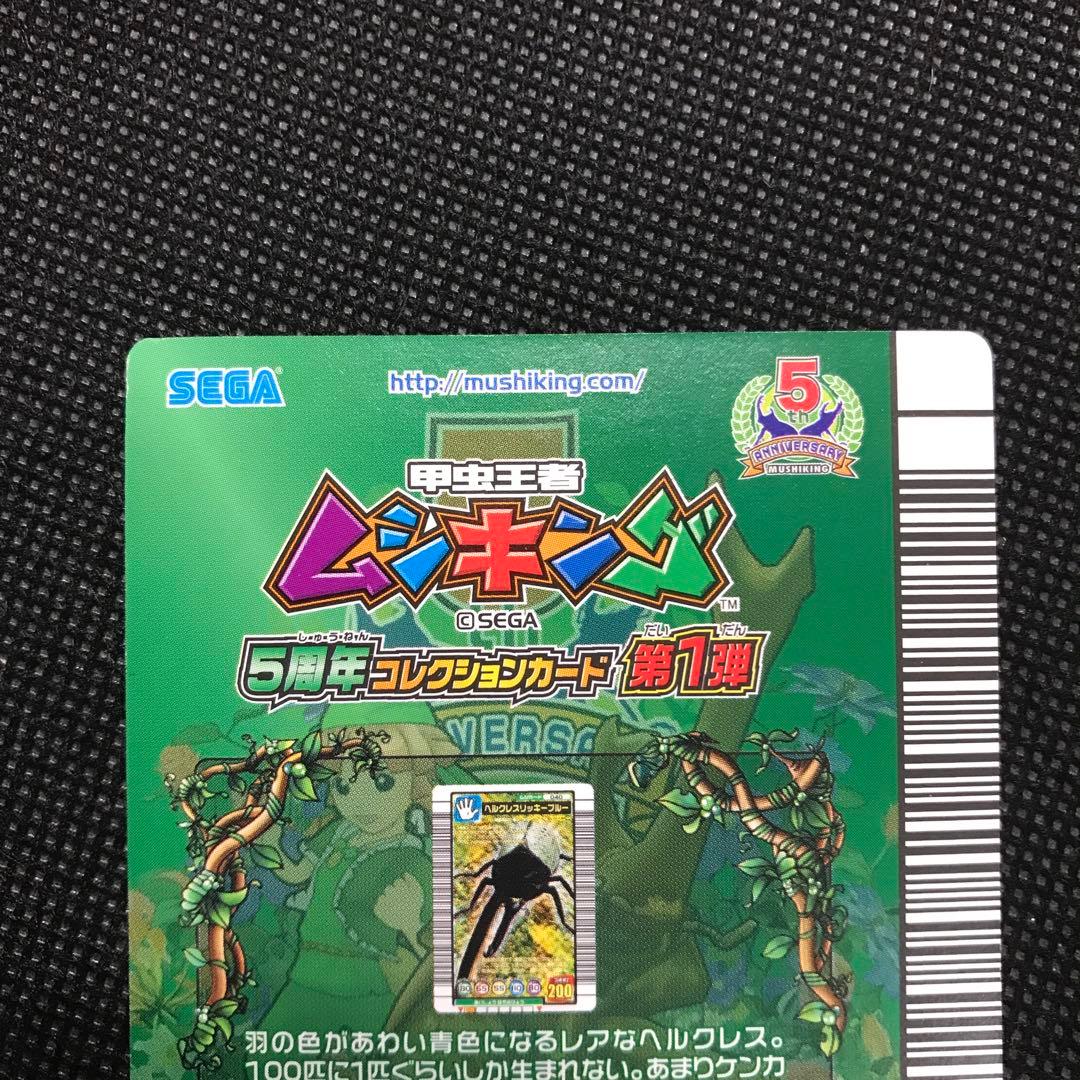 SEGA
http://mushiking.com/
5th
ANNIVERSARY
MUSHIKING
甲虫王者
ムシキング
TM
©SEGA
しゅうねん だい だん
5周年コレクションカード 第1弾
VERSA
ヘルクレスリッキーブルー
200
羽の色があわい青色になるレアなヘルクレス。
100匹に1匹ぐらいしか生まれない。あまりケンカ